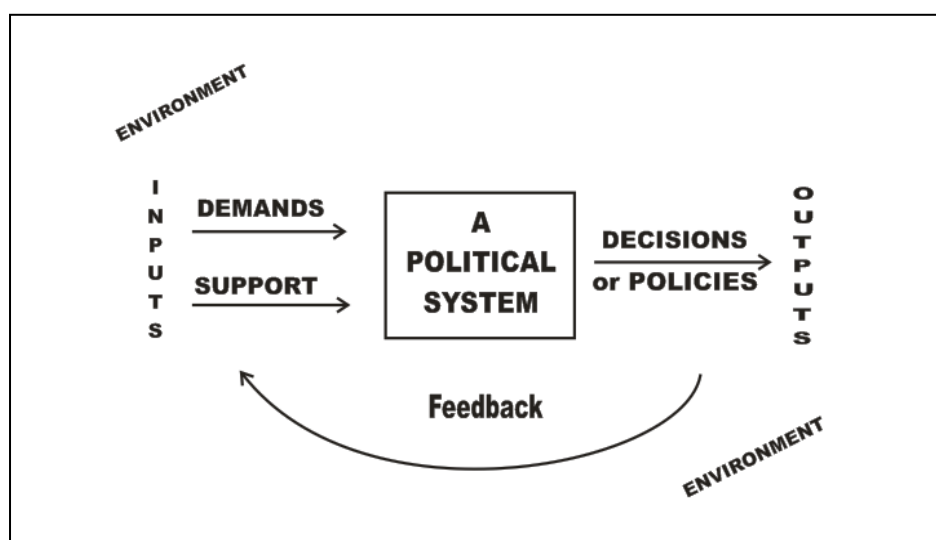 ENVIRONMENT
INPUTS
DEMANDS
SUPPORT
A
POLITICAL
SYSTEM
DECISIONS
or POLICIES
OUTPUTS
Feedback
ENVIRONMENT